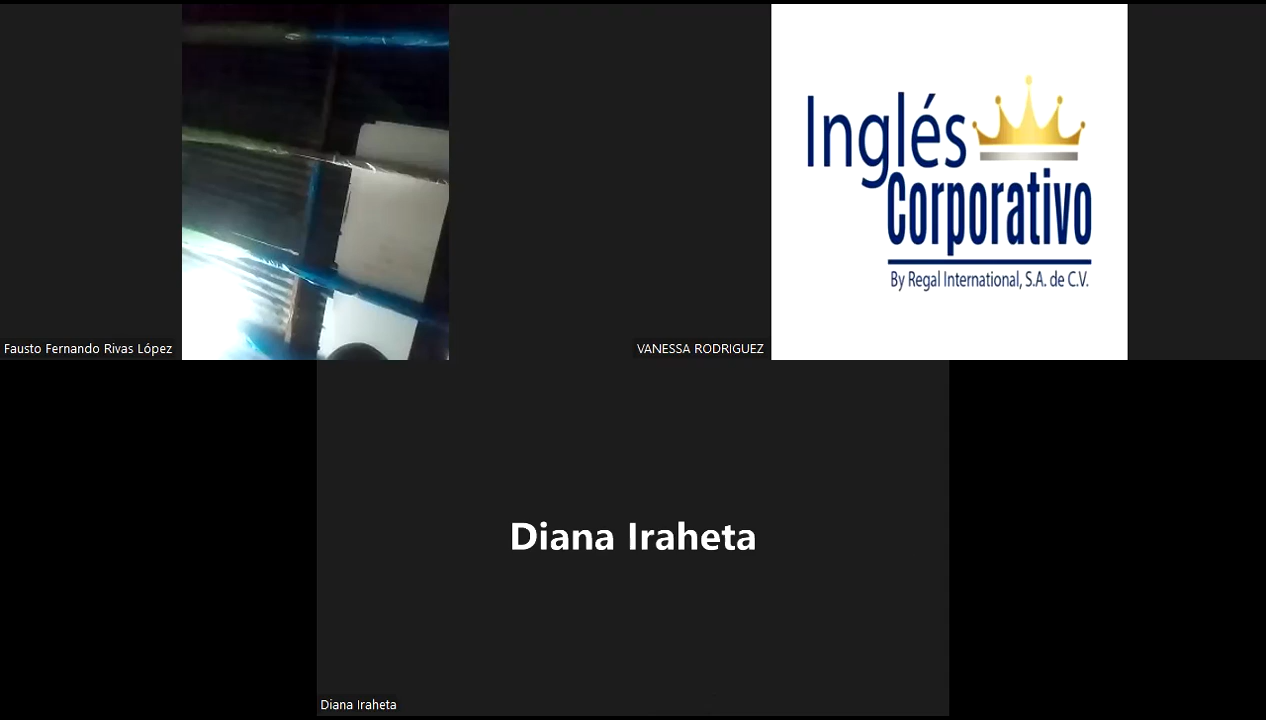 Inglés
Corporativo
By Regal International, S.A. de C.V.
Fausto Fernando Rivas López
VANESSA RODRIGUEZ
Diana Iraheta
Diana Iraheta